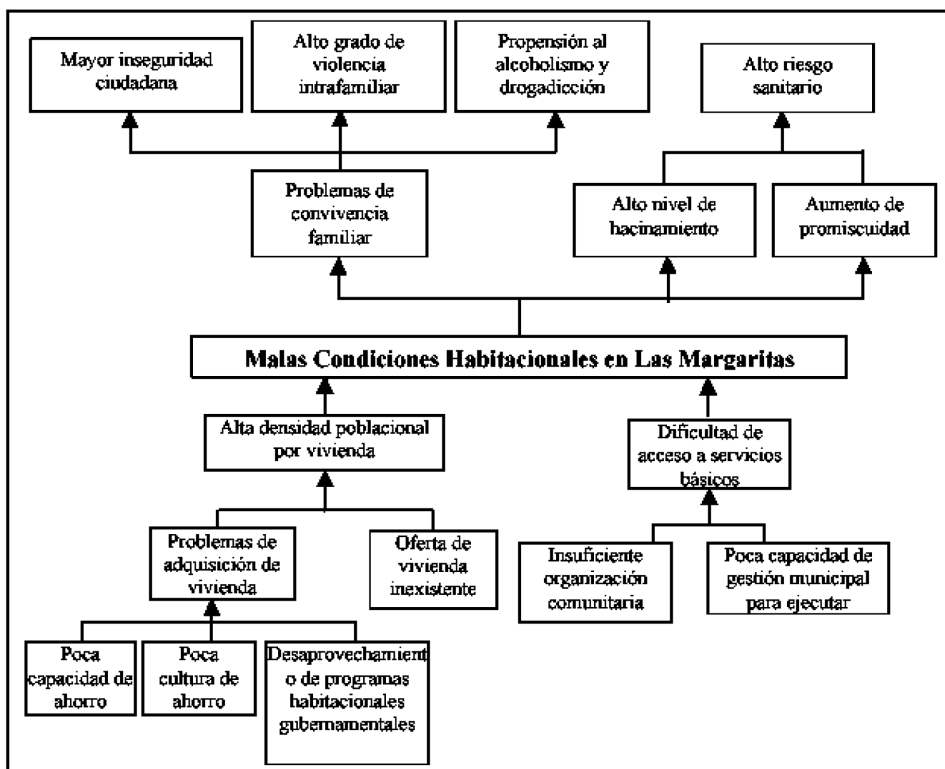 Mayor inseguridad
ciudadana
Alto grado de
violencia
intrafamiliar
Propensión al
alcoholismo y
drogadicción
Alto riesgo
sanitario
Problemas de
convivencia
familiar
Alto nivel de
hacinamiento
Aumento de
promiscuidad
Malas Condiciones Habitacionales en Las Margaritas
Alta densidad poblacional
por vivienda
Dificultad de
acceso a servicios
básicos
Problemas de
adquisición de
vivienda
Oferta de
vivienda
inexistente
Insuficiente
organización
comunitaria
Poca capacidad de
gestión municipal
para ejecutar
Poca
capacidad de
ahorro
Poca
cultura de
ahorro
Desaprovechamient
o de programas
habitacionales
gubernamentales